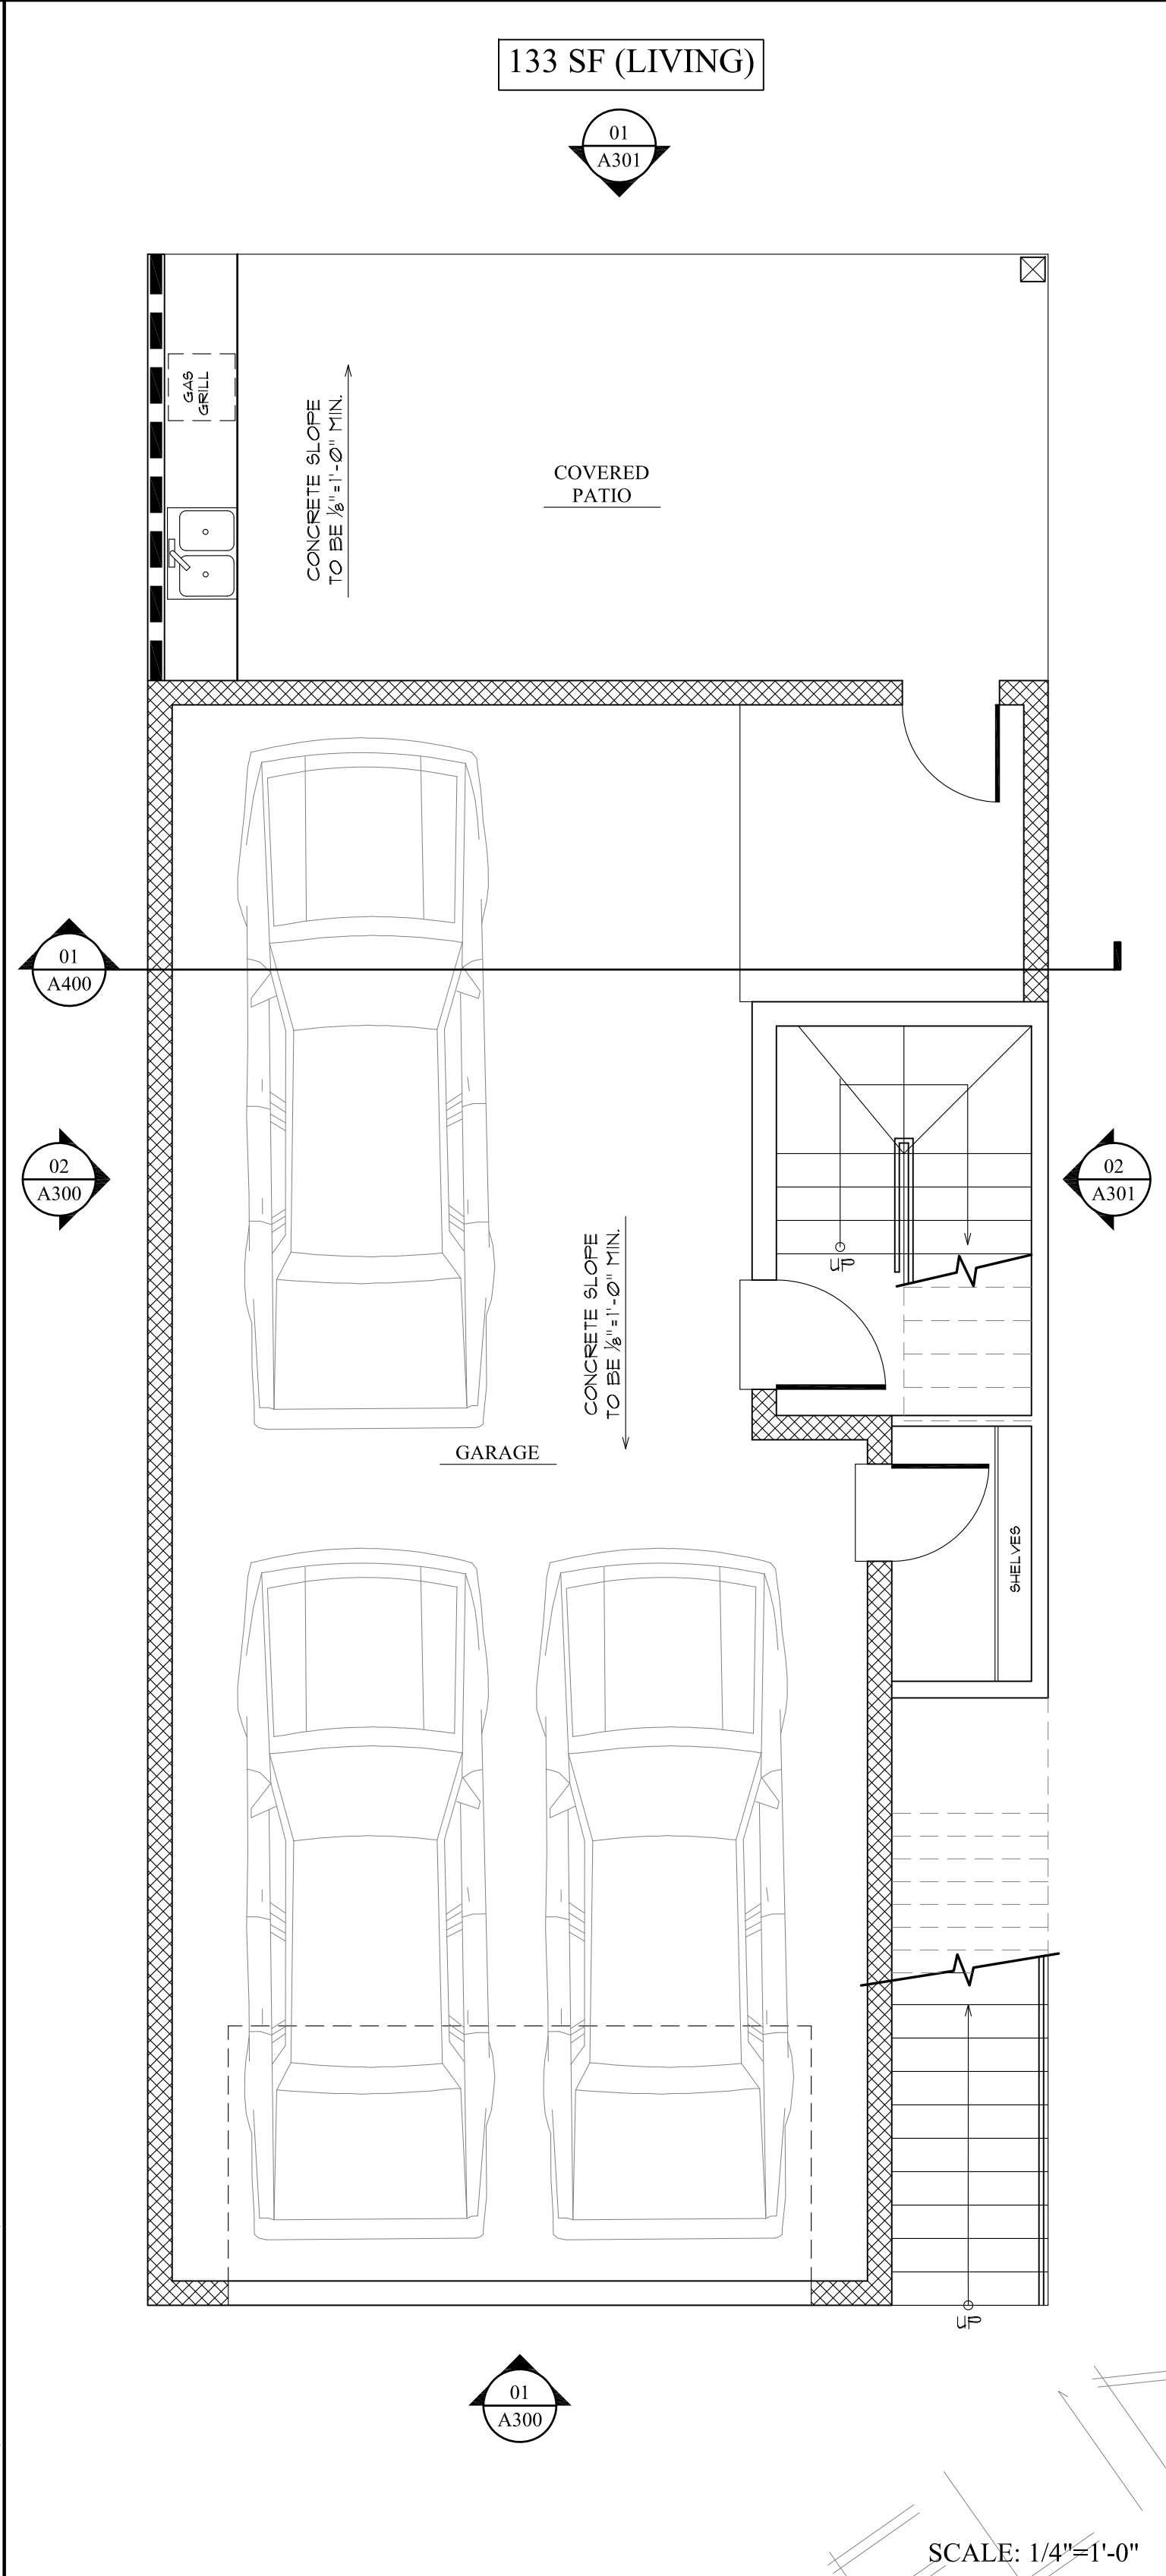 133 SF (LIVING)
01
A301
GAS
GRILL
CONCRETE SLOPE
TO BE ⅛"=1'-0" MIN.
COVERED
PATIO
01
A400
02
A300
02
A301
UP
CONCRETE SLOPE
TO BE ⅛"=1'-0" MIN.
GARAGE
SHELVES
UP
01
A300
SCALE: 1/4"=1'-0"